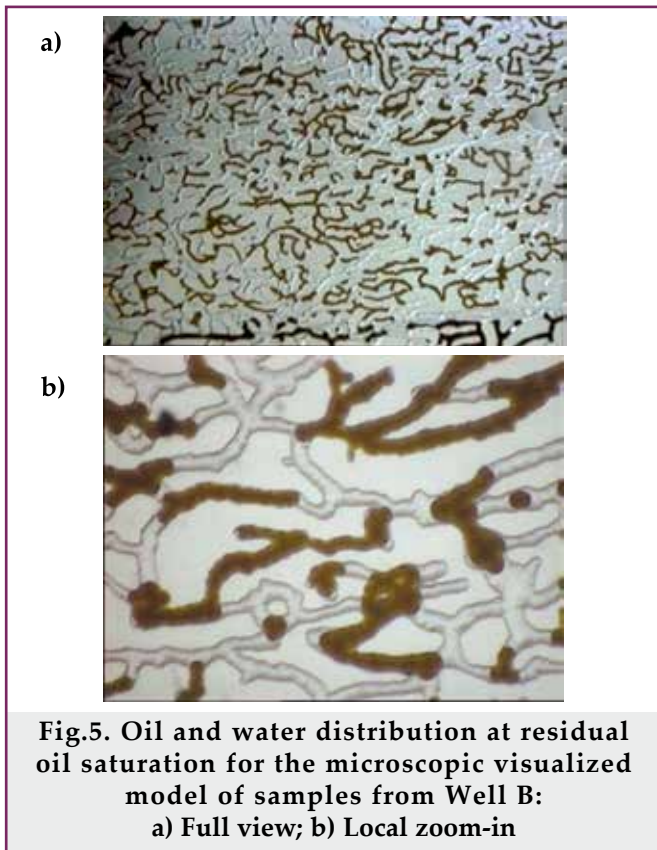 a)
b)
Fig.5. Oil and water distribution at residual
oil saturation for the microscopic visualized
model of samples from Well B:
a) Full view; b) Local zoom-in